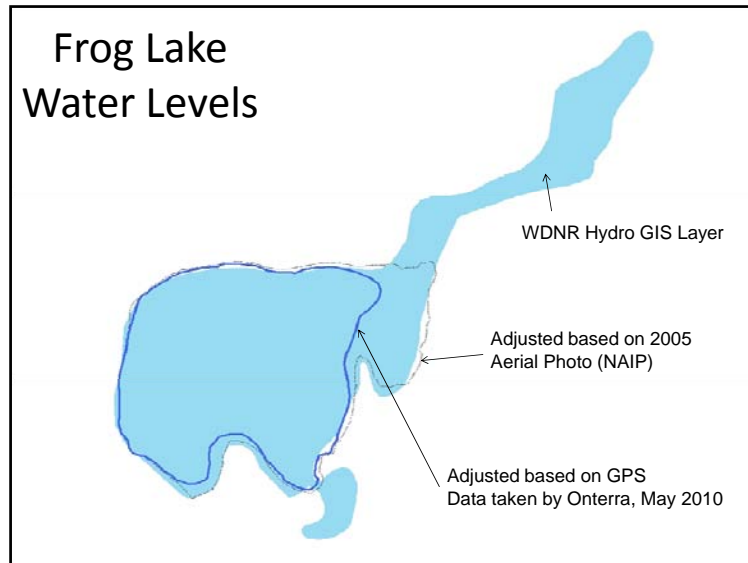 Frog Lake
Water Levels
WDNR Hydro GIS Layer
Adjusted based on 2005
Aerial Photo (NAIP)
Adjusted based on GPS
Data taken by Onterra, May 2010